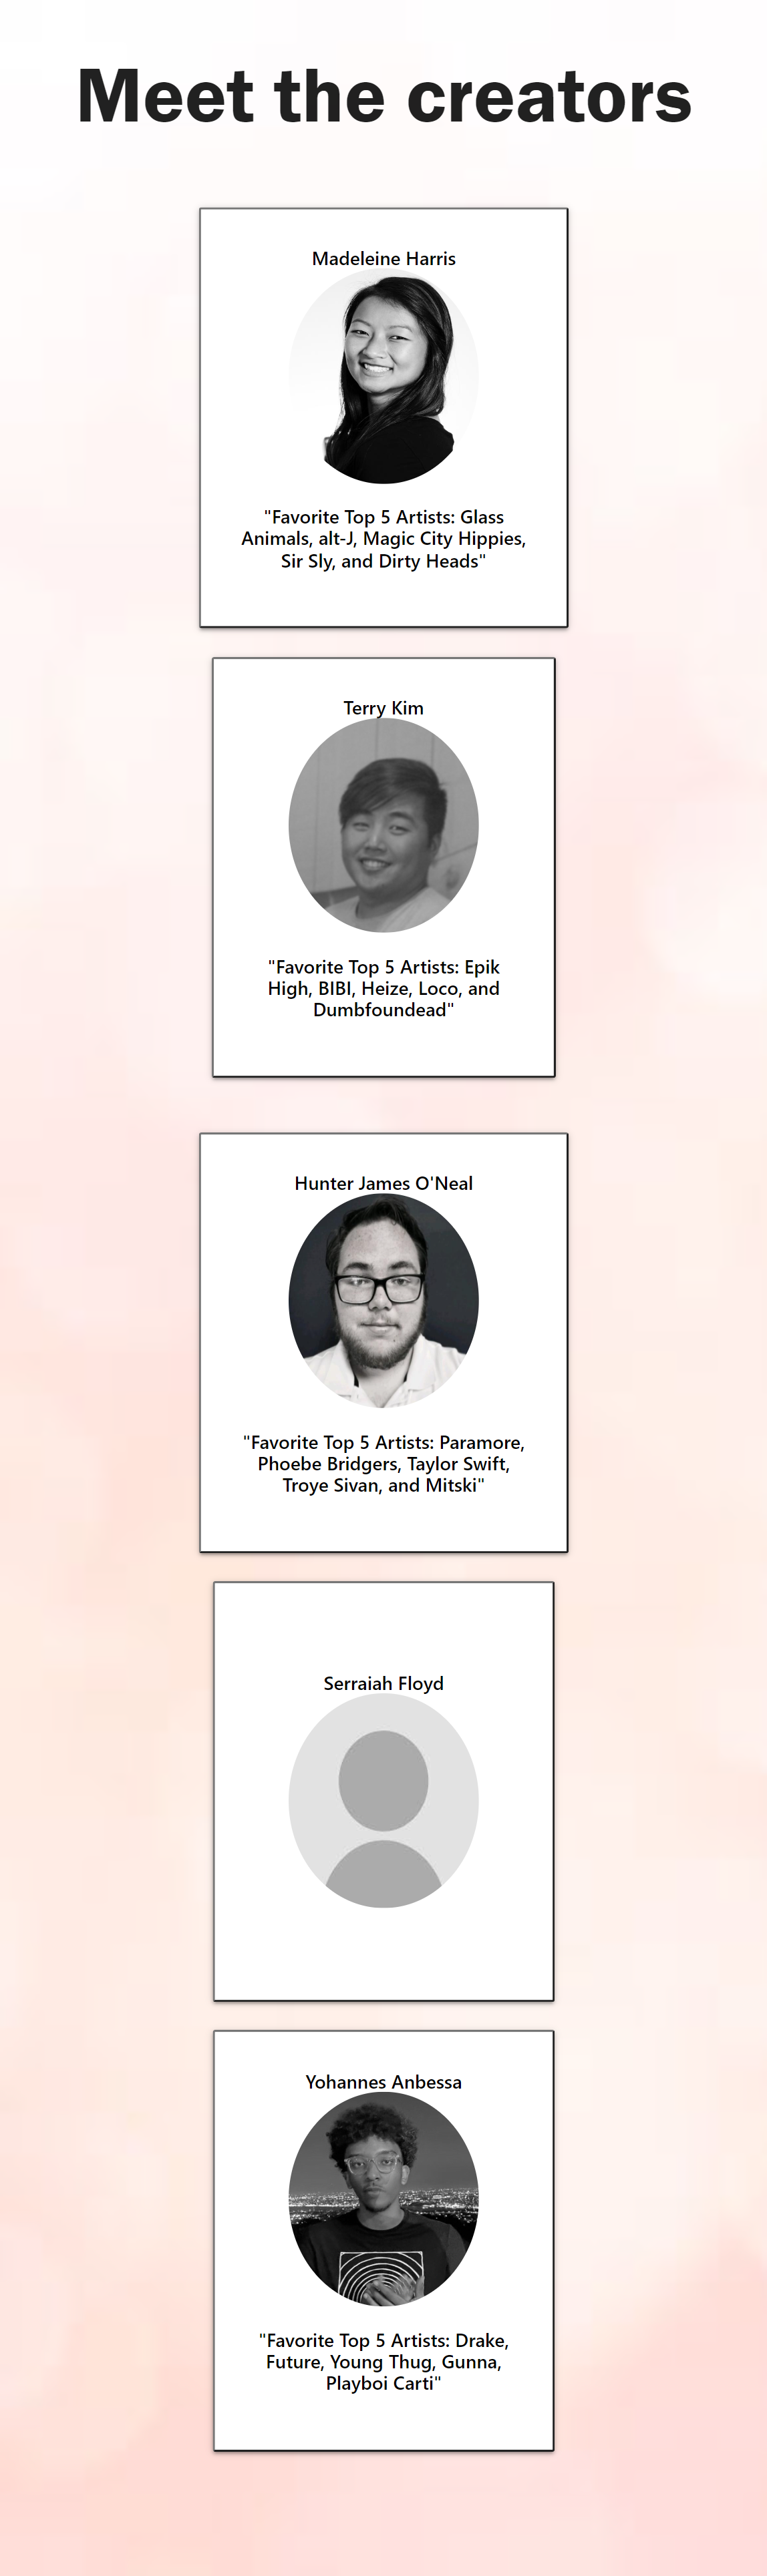 Meet the creators
Madeleine Harris
"Favorite Top 5 Artists: Glass
Animals, alt-J, Magic City Hippies,
Sir Sly, and Dirty Heads"
Terry Kim
"Favorite Top 5 Artists: Epik
High, BIBI, Heize, Loco, and
Dumbfoundead"
Hunter James O'Neal
"Favorite Top 5 Artists: Paramore,
Phoebe Bridgers, Taylor Swift,
Troye Sivan, and Mitski"
Serraiah Floyd
Yohannes Anbessa
"Favorite Top 5 Artists: Drake,
Future, Young Thug, Gunna,
Playboi Carti"